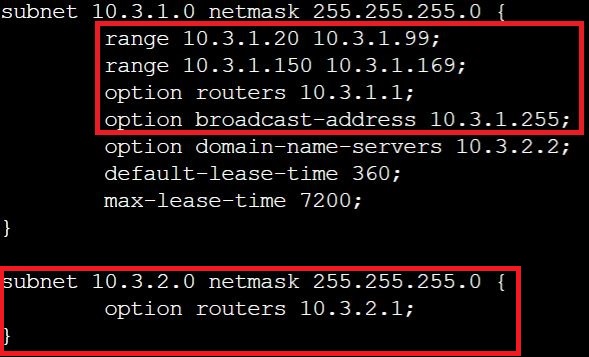 subnet 10.3.1.0 netmask 255.255.255.0 {
range 10.3.1.20 10.3.1.99;
range 10.3.1.150 10.3.1.169;
option routers 10.3.1.1;
option broadcast-address 10.3.1.255;
option domain-name-servers 10.3.2.2;
default-lease-time 360;
max-lease-time 7200;
}
subnet 10.3.2.0 netmask 255.255.255.0 {
option routers 10.3.2.1;
}